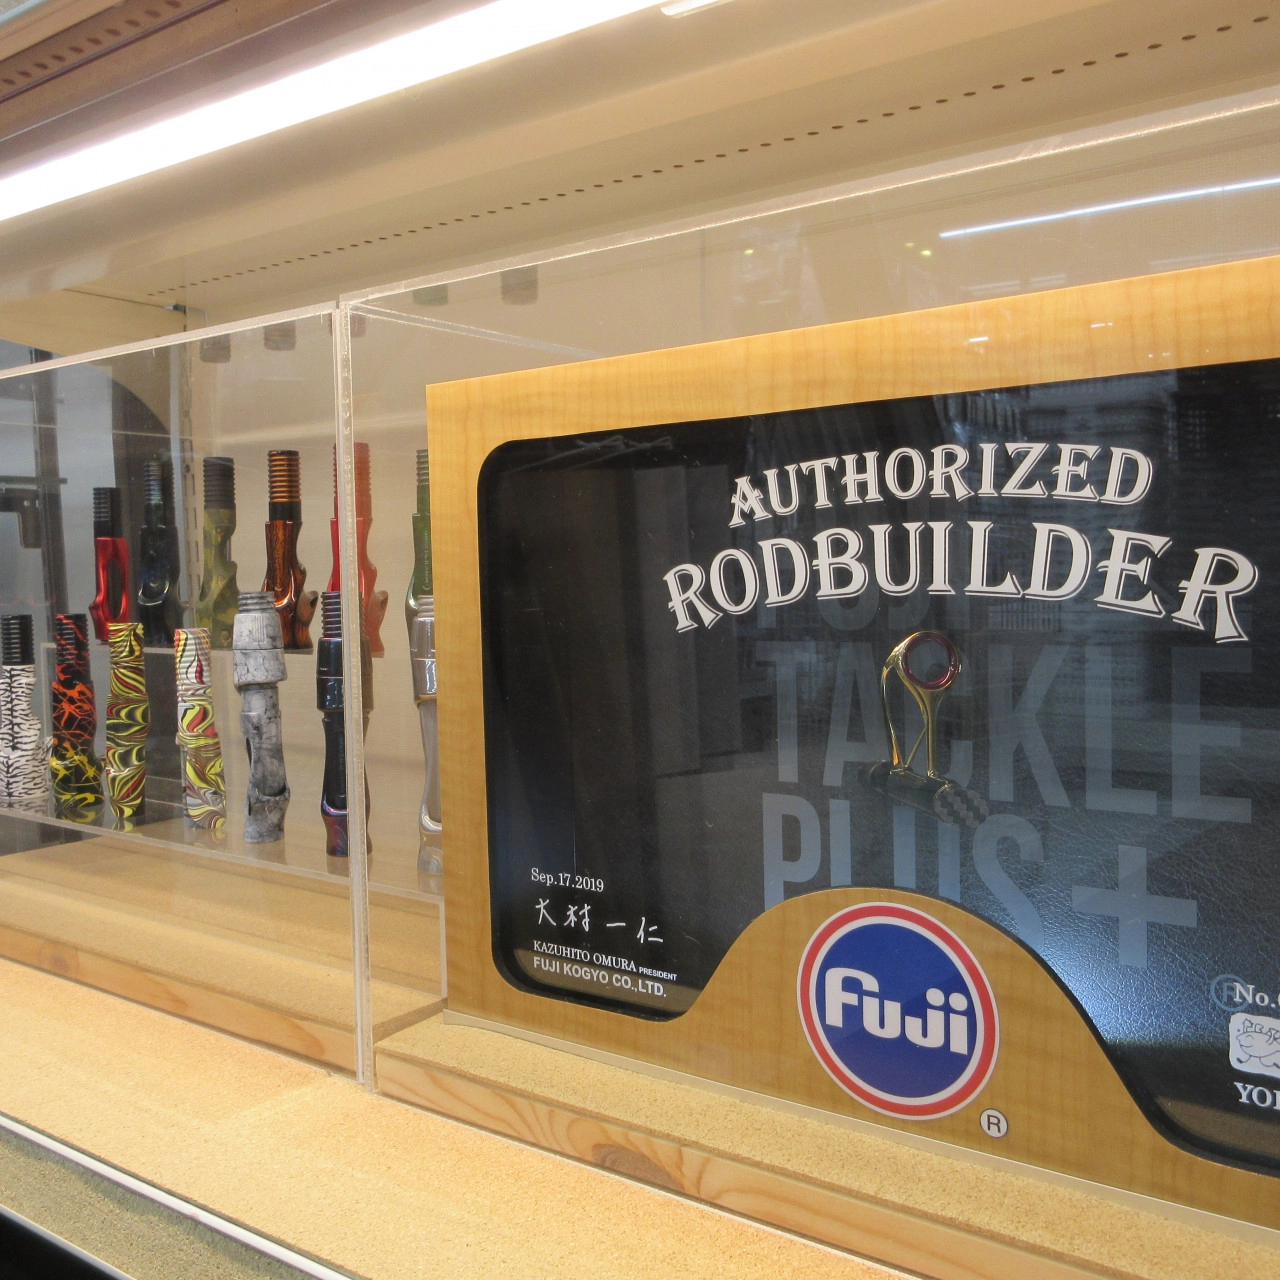 AUTHORIZED
RODBUILDER
TACKLE
PLUS+
Sep.17.2019
大村 一仁
KAZUHITO OMURA PRESIDENT
FUJI KOGYO CO.,LTD.
Fuji
®
No.